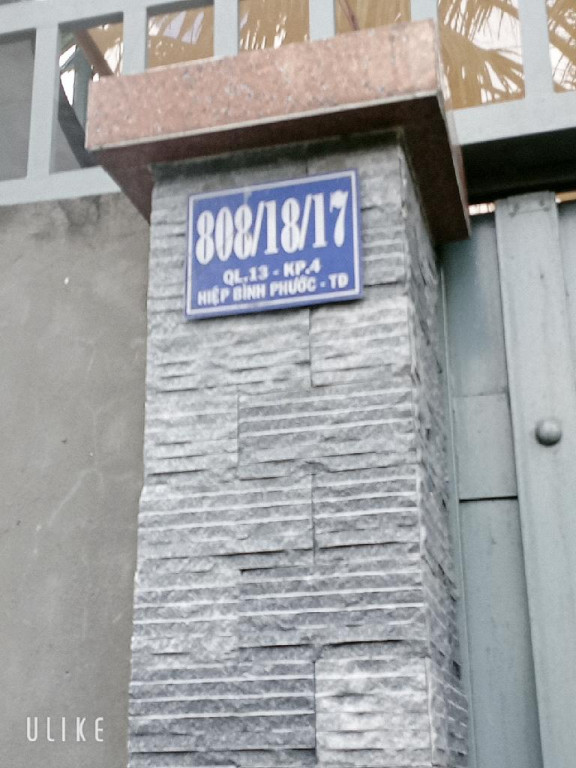 808/18/17
QL.13 - KP.4
HIỆP BÌNH PHƯỚC - TĐ
ULIKE